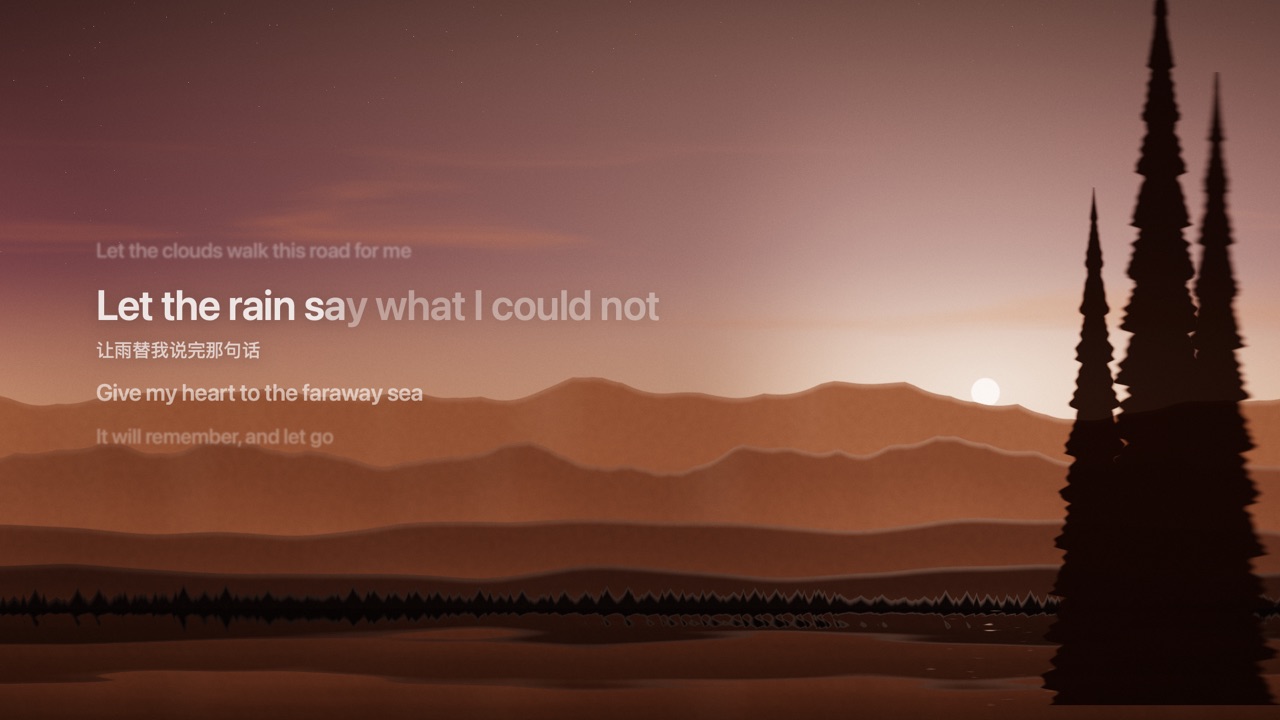 Let the clouds walk this road for me
Let the rain say what I could not
让雨替我说完那句话
Give my heart to the faraway sea
It will remember, and let go